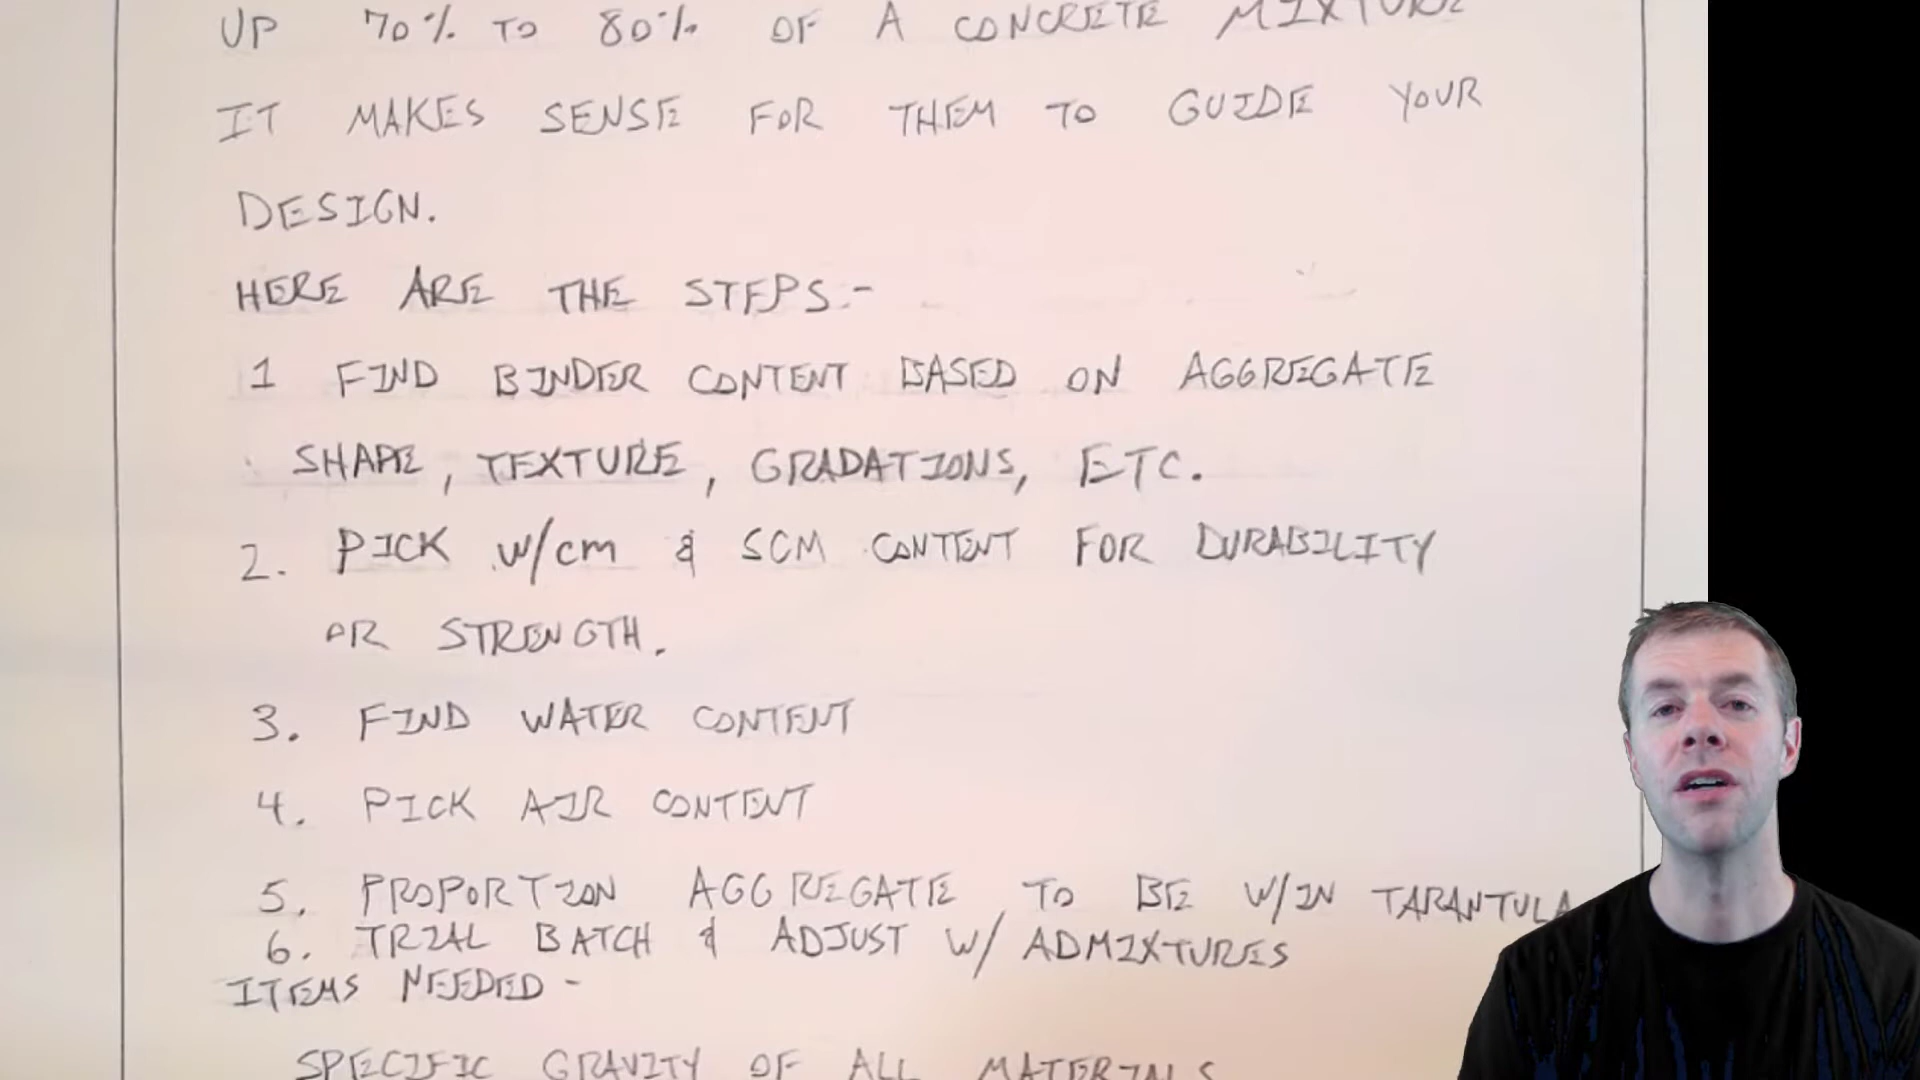 UP 70% TO 80% OF A CONCRETE MIXTURE
IT MAKES SENSE FOR THEM TO GUIDE YOUR
DESIGN.
HERE ARE THE STEPS:-
1 FIND BINDER CONTENT BASED ON AGGREGATE
SHAPE, TEXTURE, GRADATIONS, ETC.
2. PICK w/cm & SCM CONTENT FOR DURABILITY
OR STRENGTH.
3. FIND WATER CONTENT
4. PICK AIR CONTENT
5. PROPORTION AGGREGATE TO BE W/IN TARANTULA
6. TRIAL BATCH & ADJUST W/ ADMIXTURES
ITEMS NEEDED -
SPECIFIC GRAVITY OF ALL MATERIALS